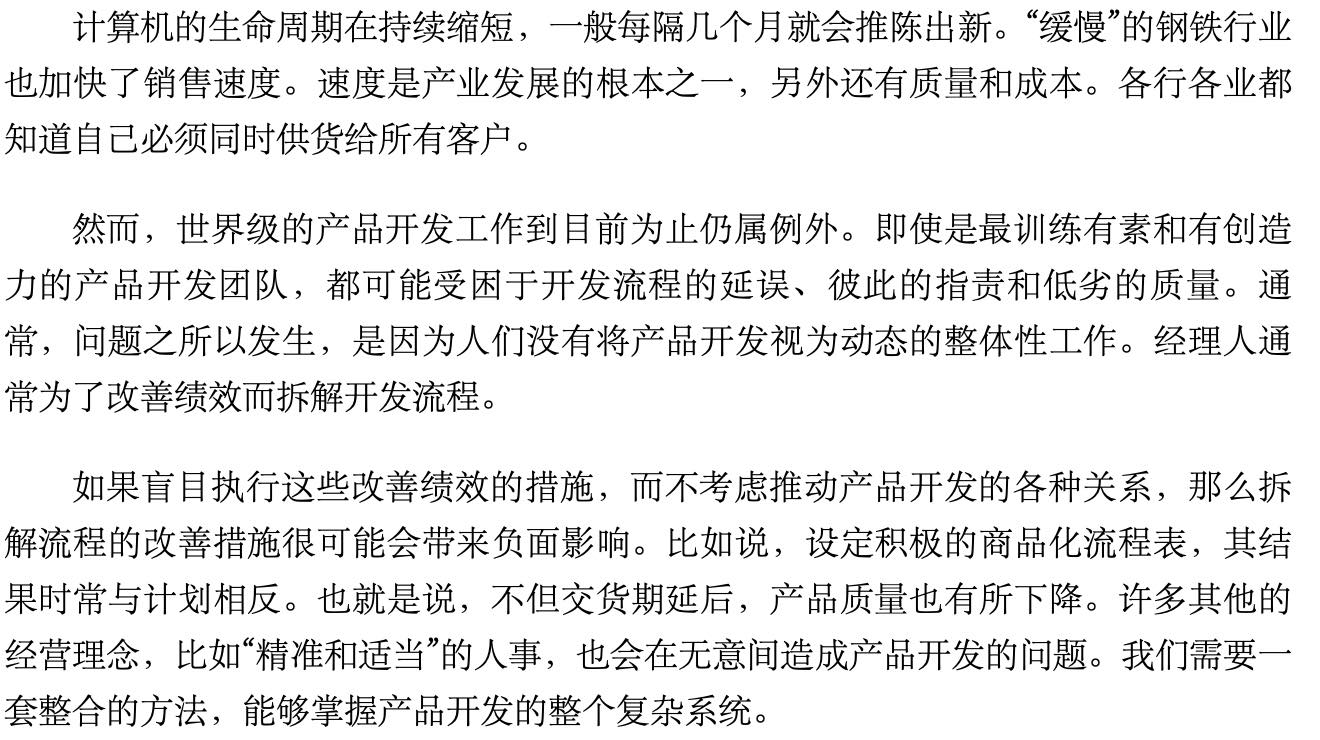 计算机的生命周期在持续缩短，一般每隔几个月就会推陈出新。“缓慢”的钢铁行业
也加快了销售速度。速度是产业发展的根本之一，另外还有质量和成本。各行各业都
知道自己必须同时供货给所有客户。
然而，世界级的产品开发工作到目前为止仍属例外。即使是最训练有素和有创造
力的产品开发团队，都可能受困于开发流程的延误、彼此的指责和低劣的质量。通
常，问题之所以发生，是因为人们没有将产品开发视为动态的整体性工作。经理人通
常为了改善绩效而拆解开发流程。
如果盲目执行这些改善绩效的措施，而不考虑推动产品开发的各种关系，那么拆
解流程的改善措施很可能会带来负面影响。比如说，设定积极的商品化流程表，其结
果时常与计划相反。也就是说，不但交货期延后，产品质量也有所下降。许多其他的
经营理念，比如“精准和适当”的人事，也会在无意间造成产品开发的问题。我们需要一
套整合的方法，能够掌握产品开发的整个复杂系统。